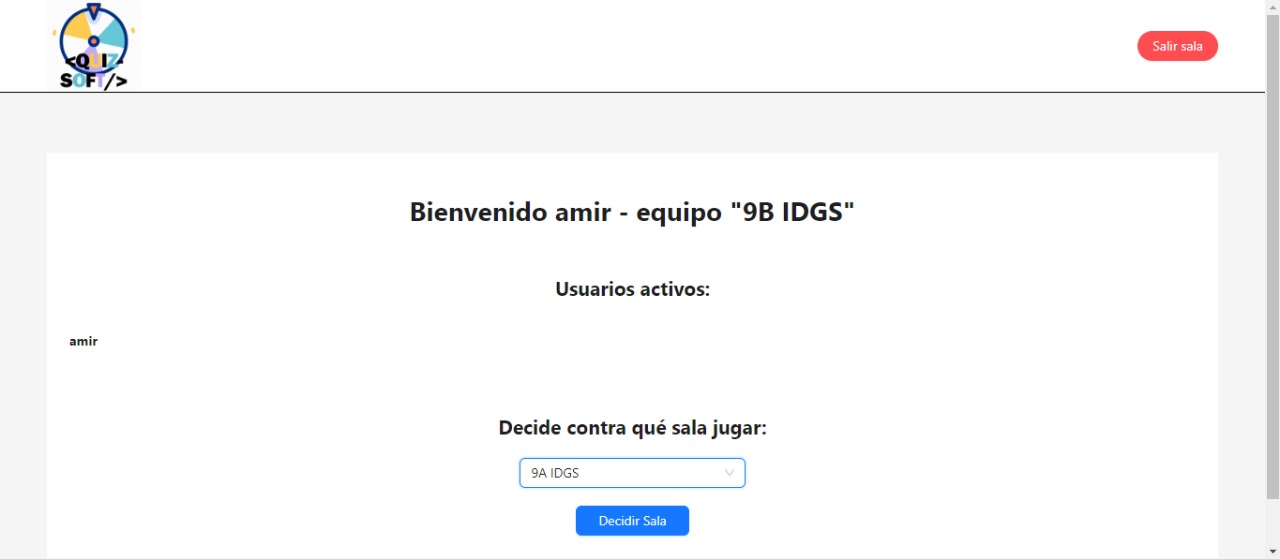 <QUIZ-
SOFT/>
Salir sala
Bienvenido amir - equipo "9B IDGS"
Usuarios activos:
amir
Decide contra qué sala jugar:
9A IDGS
Decidir Sala